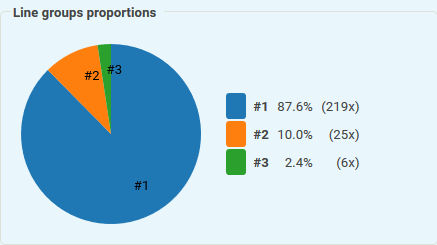 Line groups proportions
#2 #3
#1
#1 87.6% (219x)
#2 10.0% (25x)
#3 2.4% (6x)